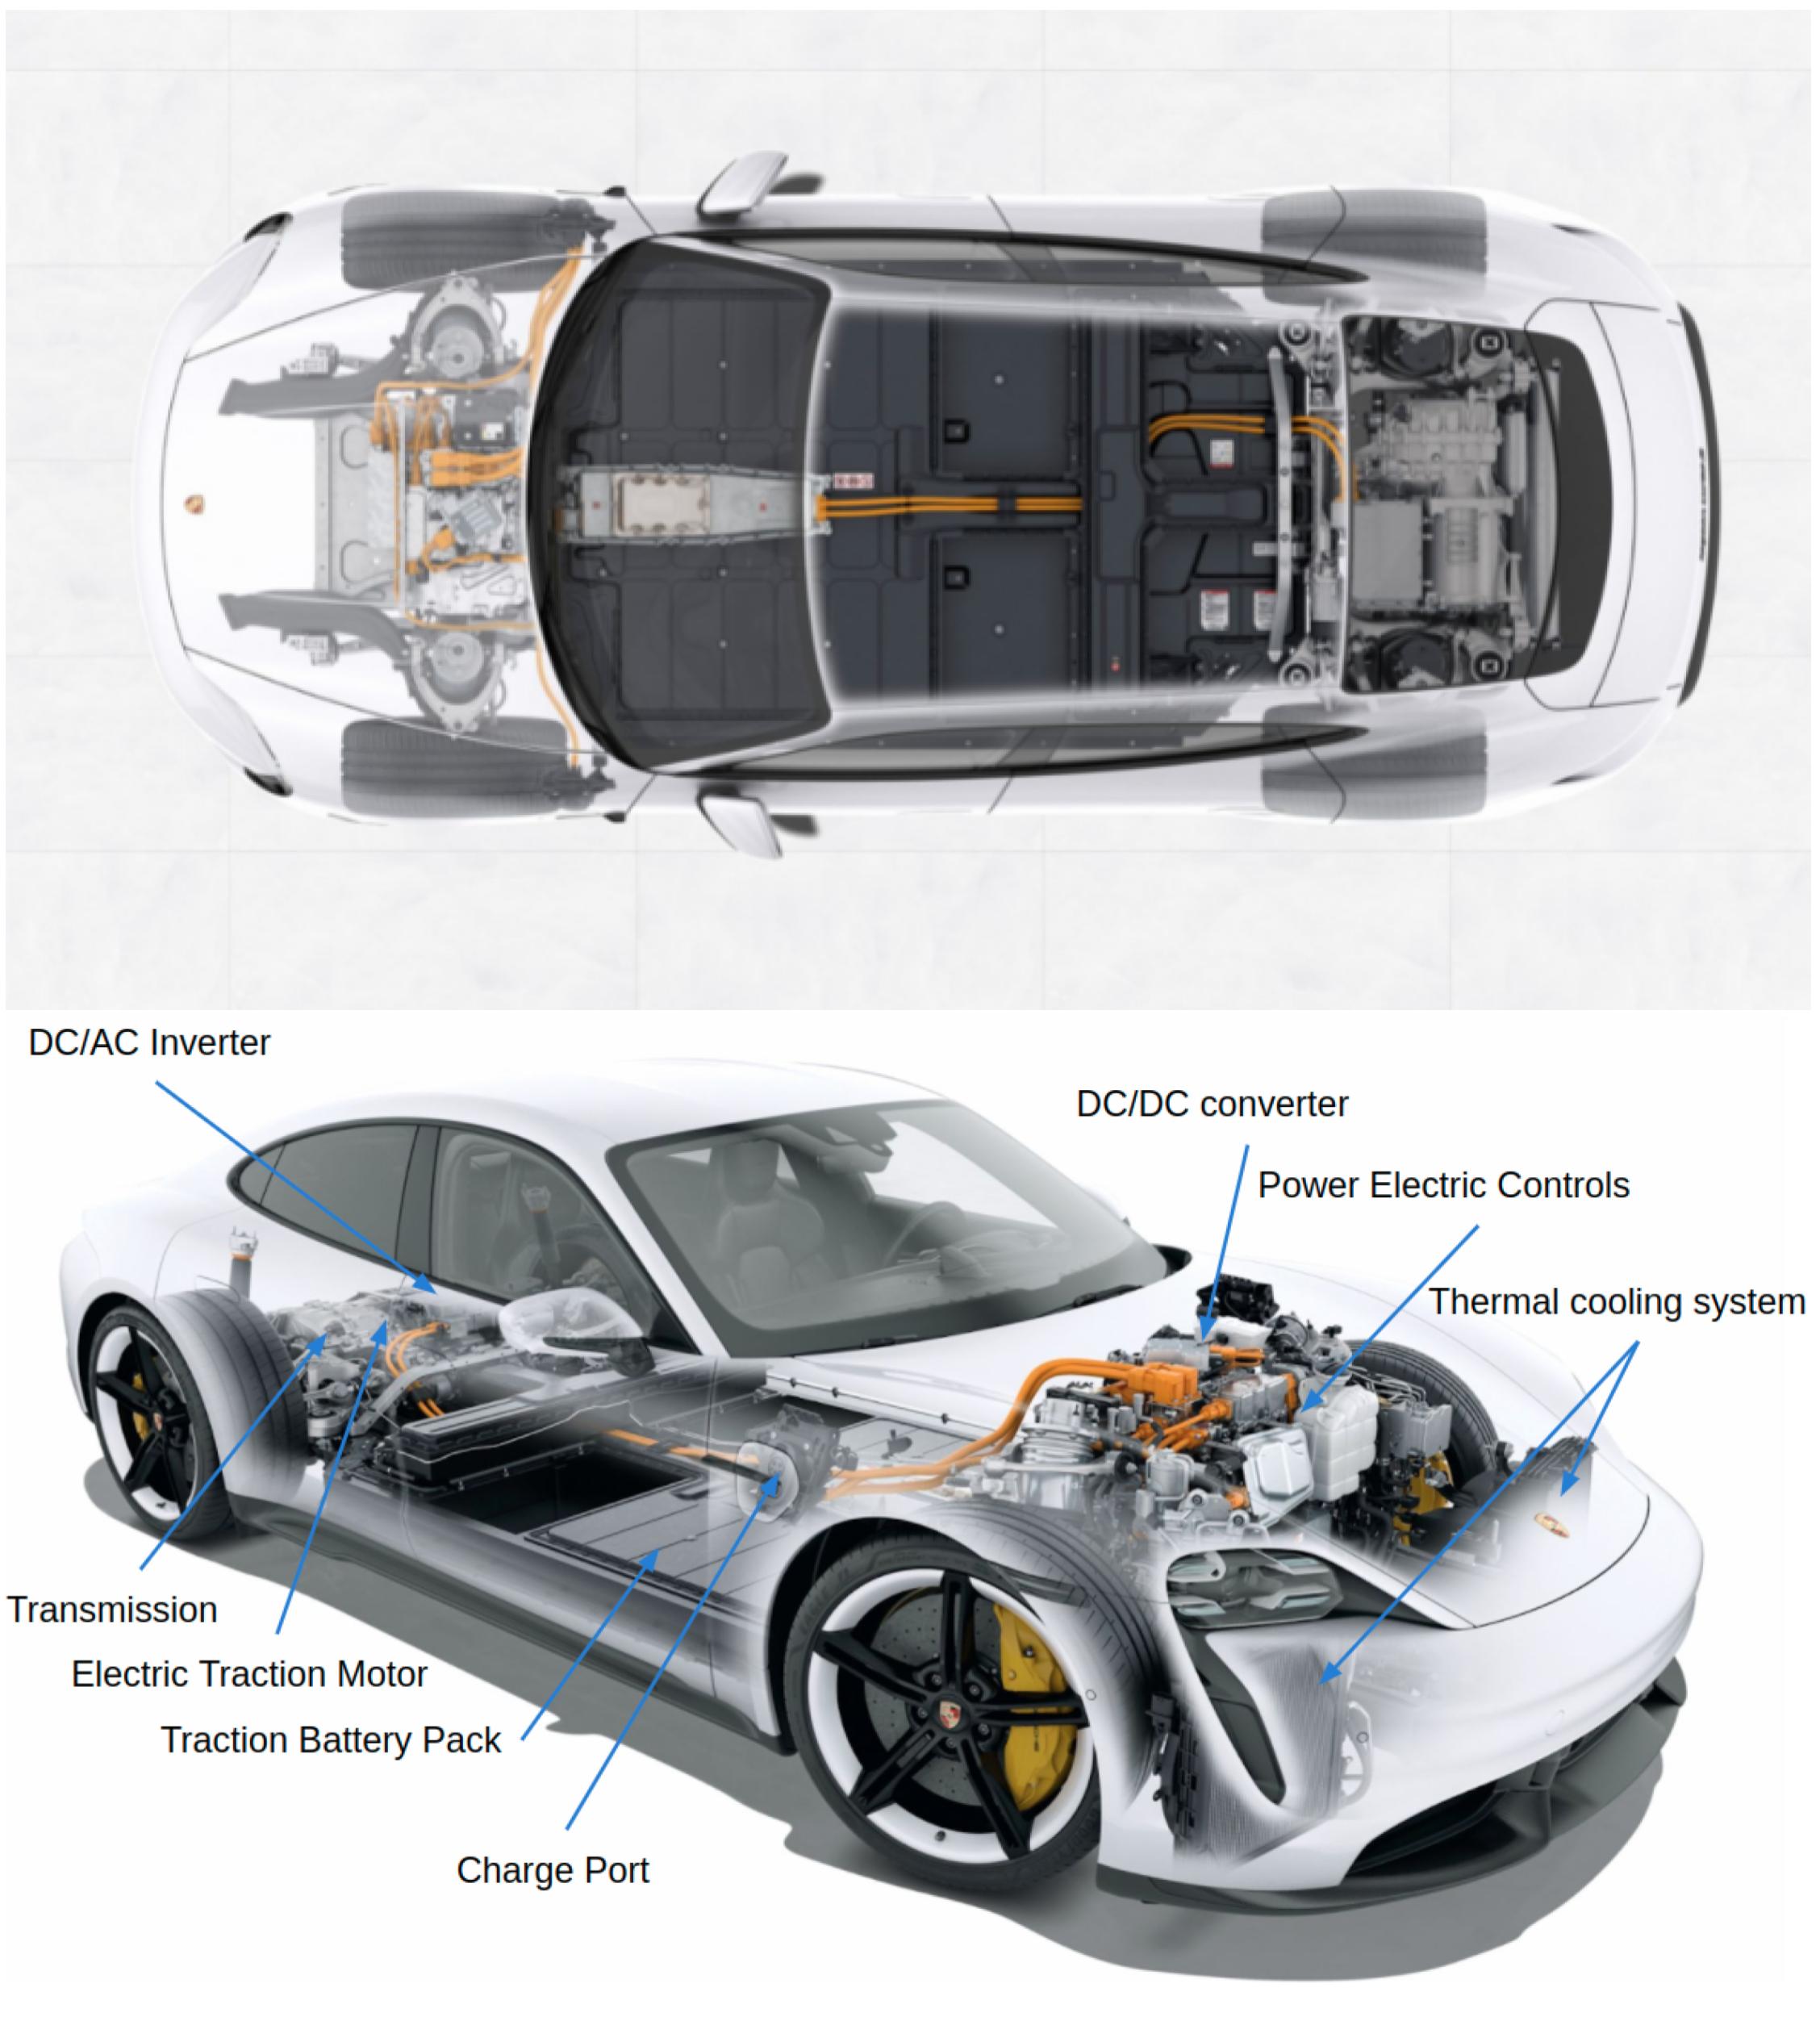 DC/AC Inverter
DC/DC converter
Power Electric Controls
Thermal cooling system
Transmission
Electric Traction Motor
Traction Battery Pack
Charge Port